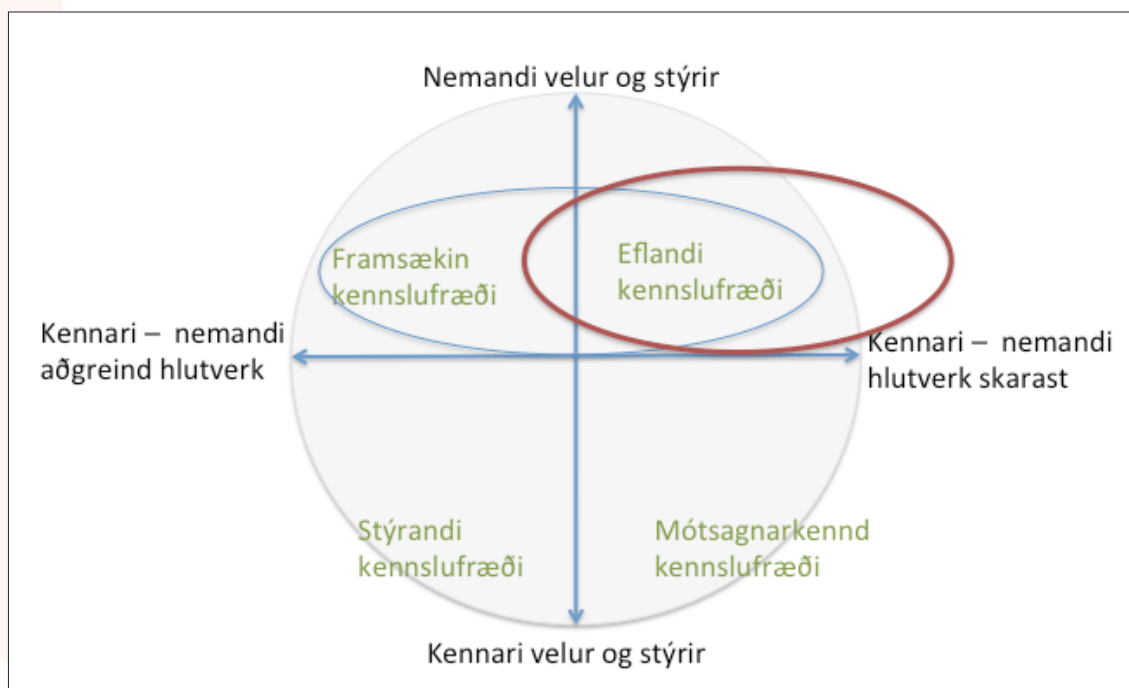 Nemandi velur og stýrir
Framsækin
kennslufræði
Eflandi
kennslufræði
Kennari – nemandi
aðgreind hlutverk
Kennari – nemandi
hlutverk skarast
Stýrandi
kennslufræði
Mótsagnarkennd
kennslufræði
Kennari velur og stýrir